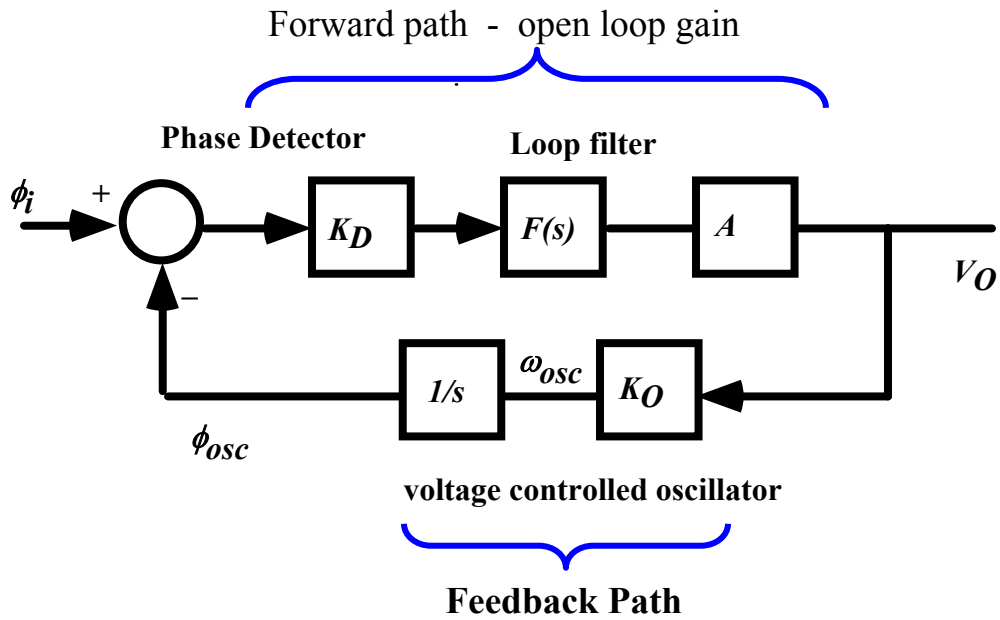 Forward path - open loop gain
Phase Detector
Loop filter
ϕi
+
KD
F(s)
A
VO
−
1/s
ωosc
KO
ϕosc
voltage controlled oscillator
Feedback Path